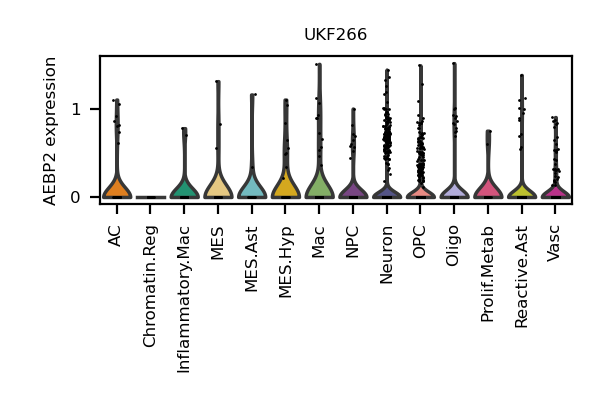 UKF266
AEBP2 expression
1
0
AC
Chromatin.Reg
Inflammatory.Mac
MES
MES.Ast
MES.Hyp
Mac
NPC
Neuron
OPC
Oligo
Prolif.Metab
Reactive.Ast
Vasc